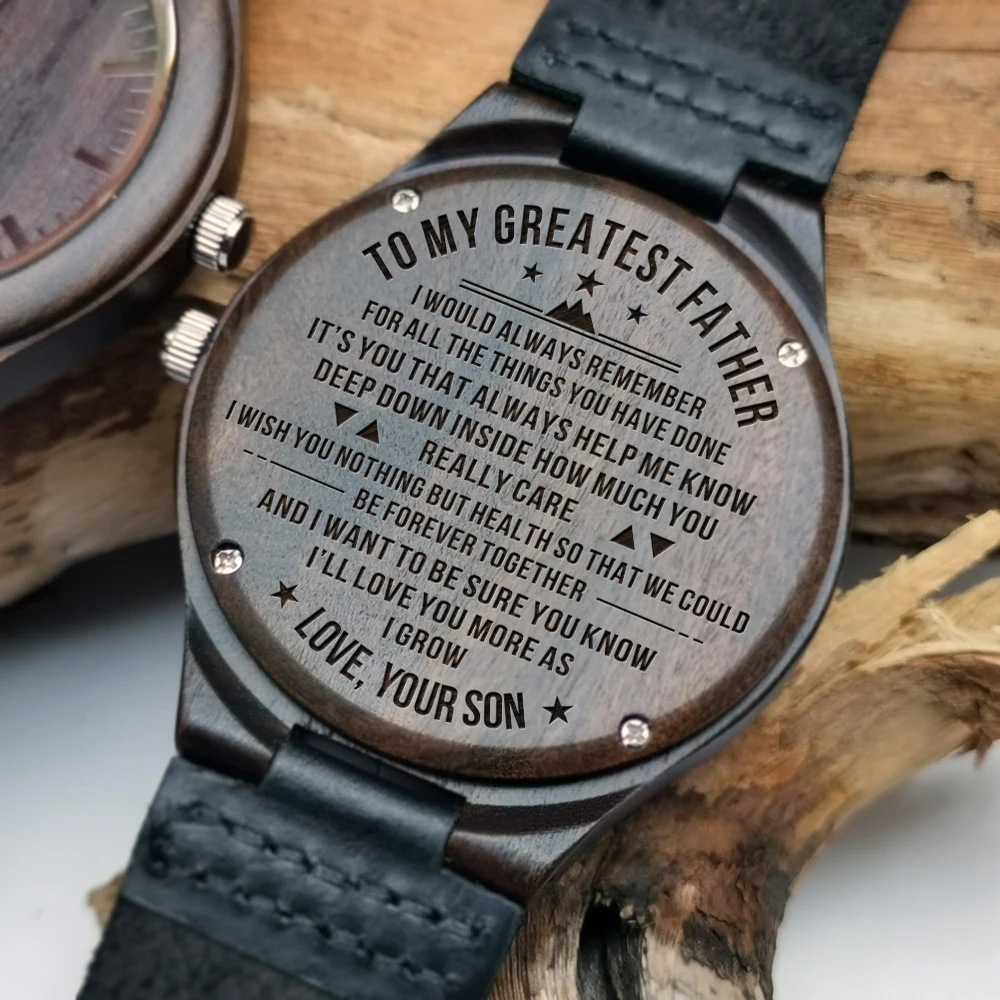 TO MY GREATEST FATHER
I WOULD ALWAYS REMEMBER
FOR ALL THE THINGS YOU HAVE DONE
IT'S YOU THAT ALWAYS HELP ME KNOW
DEEP DOWN INSIDE HOW MUCH YOU
REALLY CARE
I WISH YOU NOTHING BUT HEALTH SO THAT WE COULD
BE FOREVER TOGETHER
AND I WANT TO BE SURE YOU KNOW
I'LL LOVE YOU MORE AS
I GROW
LOVE, YOUR SON